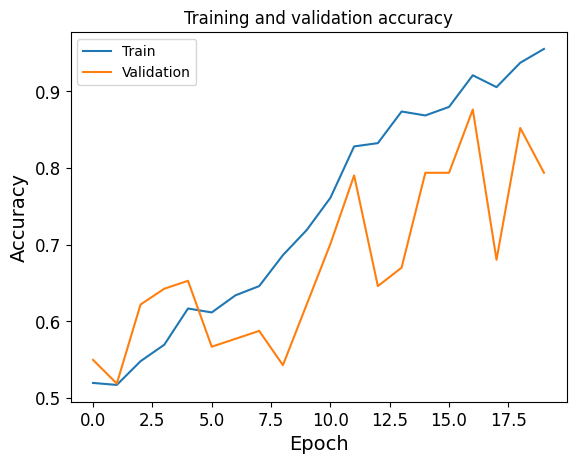 Training and validation accuracy
Train
Validation
0.9
0.8
0.7
0.6
0.5
Accuracy
0.0 2.5 5.0 7.5 10.0 12.5 15.0 17.5
Epoch